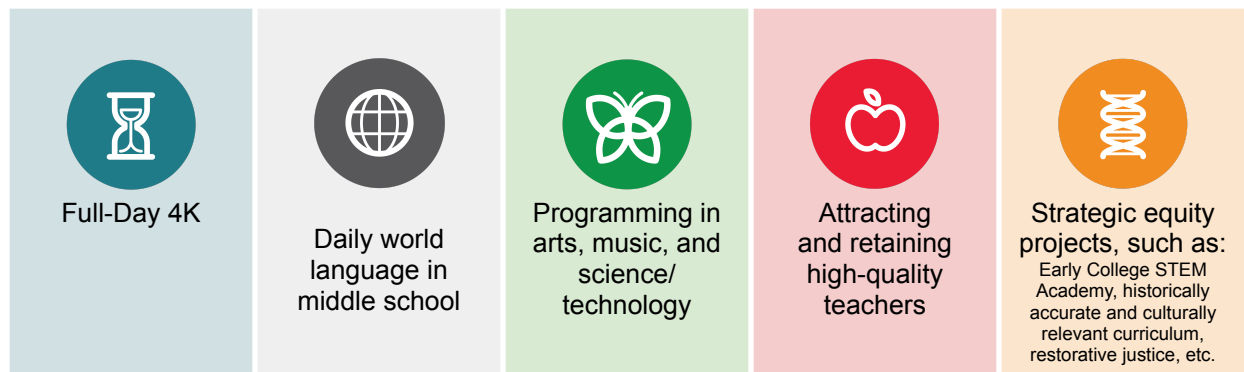 Full-Day 4K
Daily world
language in
middle school
Programming in
arts, music, and
science/
technology
Attracting
and retaining
high-quality
teachers
Strategic equity
projects, such as:
Early College STEM
Academy, historically
accurate and culturally
relevant curriculum,
restorative justice, etc.